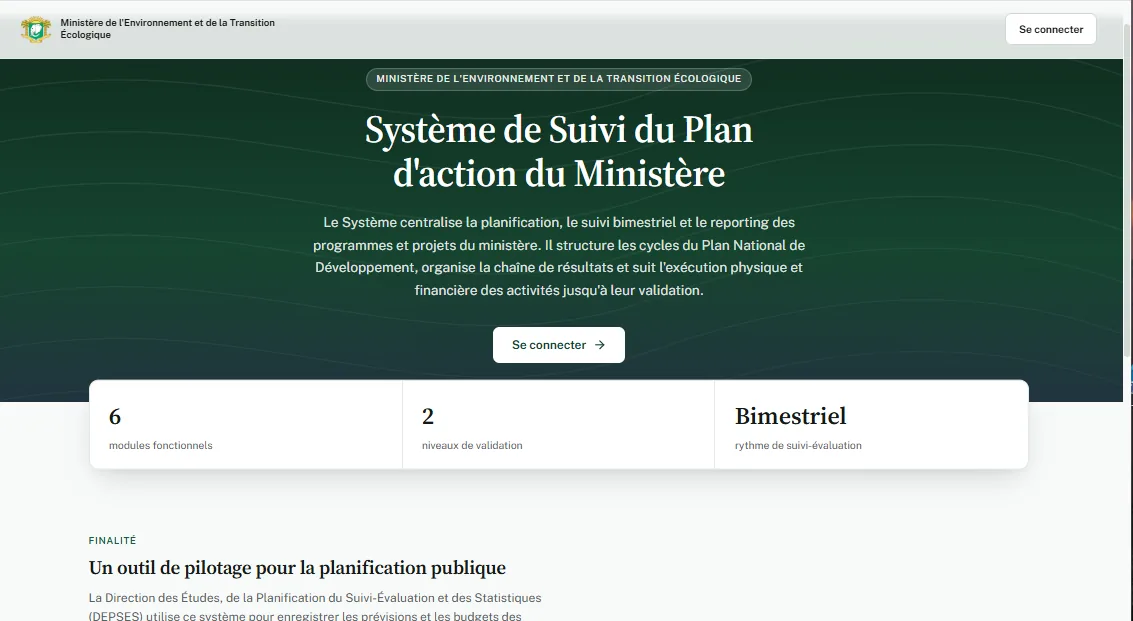 Ministère de l'Environnement et de la Transition
Écologique
Se connecter
MINISTÈRE DE L'ENVIRONNEMENT ET DE LA TRANSITION ÉCOLOGIQUE
Système de Suivi du Plan
d'action du Ministère
Le Système centralise la planification, le suivi bimestriel et le reporting des
programmes et projets du ministère. Il structure les cycles du Plan National de
Développement, organise la chaîne de résultats et suit l'exécution physique et
financière des activités jusqu'à leur validation.
Se connecter →
6
modules fonctionnels
2
niveaux de validation
Bimestriel
rythme de suivi-évaluation
FINALITÉ
Un outil de pilotage pour la planification publique
La Direction des Études, de la Planification du Suivi-Évaluation et des Statistiques
(DEPSES) utilise ce système pour enregistrer les prévisions et les budgets des